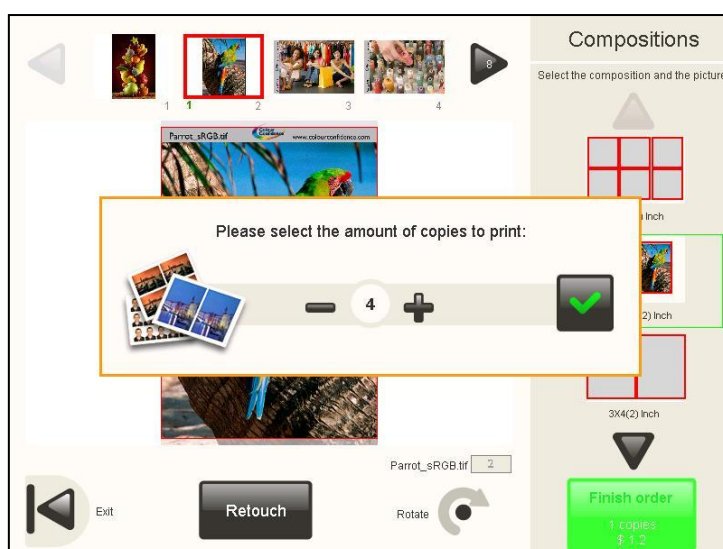 Compositions
Select the composition and the picture
8
1
1
2
3
4
Parrot_sRGB.tif
Colour Confidence
www.colourconfidence.com
Inch
Please select the amount of copies to print:
4
2) Inch
3X4(2) Inch
Parrot_sRGB.tif 2
Exit
Retouch
Rotate
Finish order
1 copies
$ 1.2